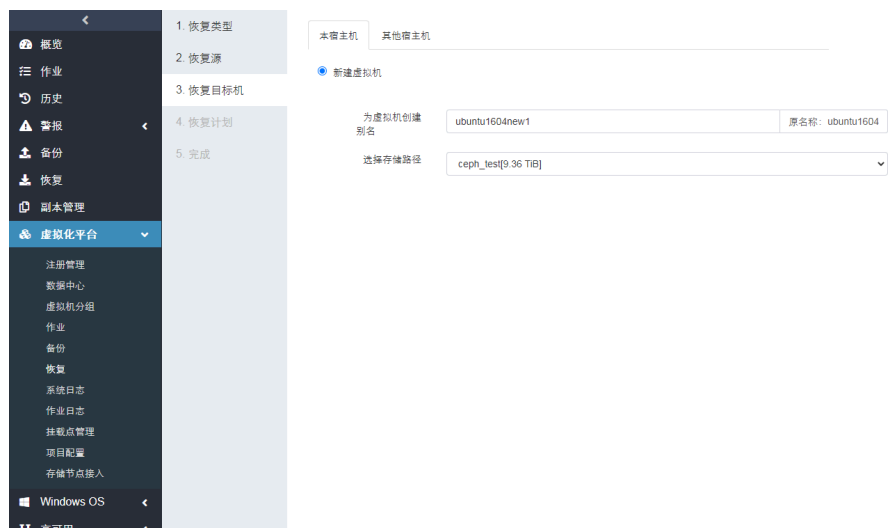 概览
作业
历史
警报
备份
恢复
副本管理
虚拟化平台
注册管理
数据中心
虚拟机分组
作业
备份
恢复
系统日志
作业日志
挂载点管理
项目配置
存储节点接入
Windows OS
1. 恢复类型
2. 恢复源
3. 恢复目标机
4. 恢复计划
5. 完成
本宿主机 其他宿主机
新建虚拟机
为虚拟机创建
别名
ubuntu1604new1 原名称：ubuntu1604
选择存储路径 ceph_test[9.36 TiB]